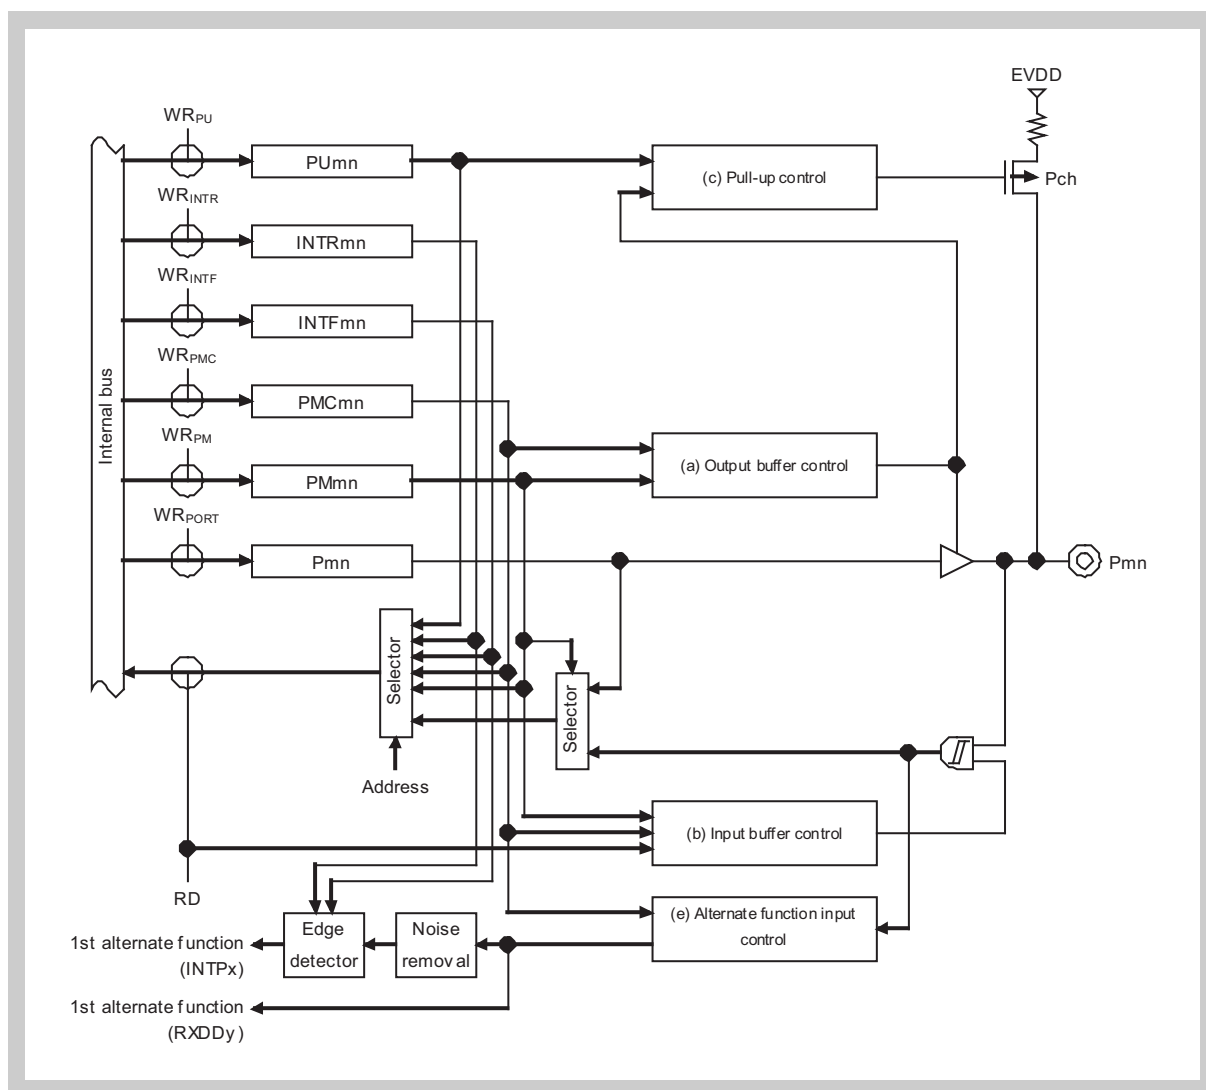 EVDD
WRPU
PUmn
(c) Pull-up control
Pch
WRINTR
INTRmn
WRINTF
INTFmn
WRPMC
PMCmn
Internal bus
WRPM
PMmn
(a) Output buffer control
WRPORT
Pmn
Pmn
Selector
Selector
Address
(b) Input buffer control
RD
(e) Alternate function input
control
Edge
detector
Noise
removal
1st alternate function
(INTPx)
1st alternate function
(RXDDy)